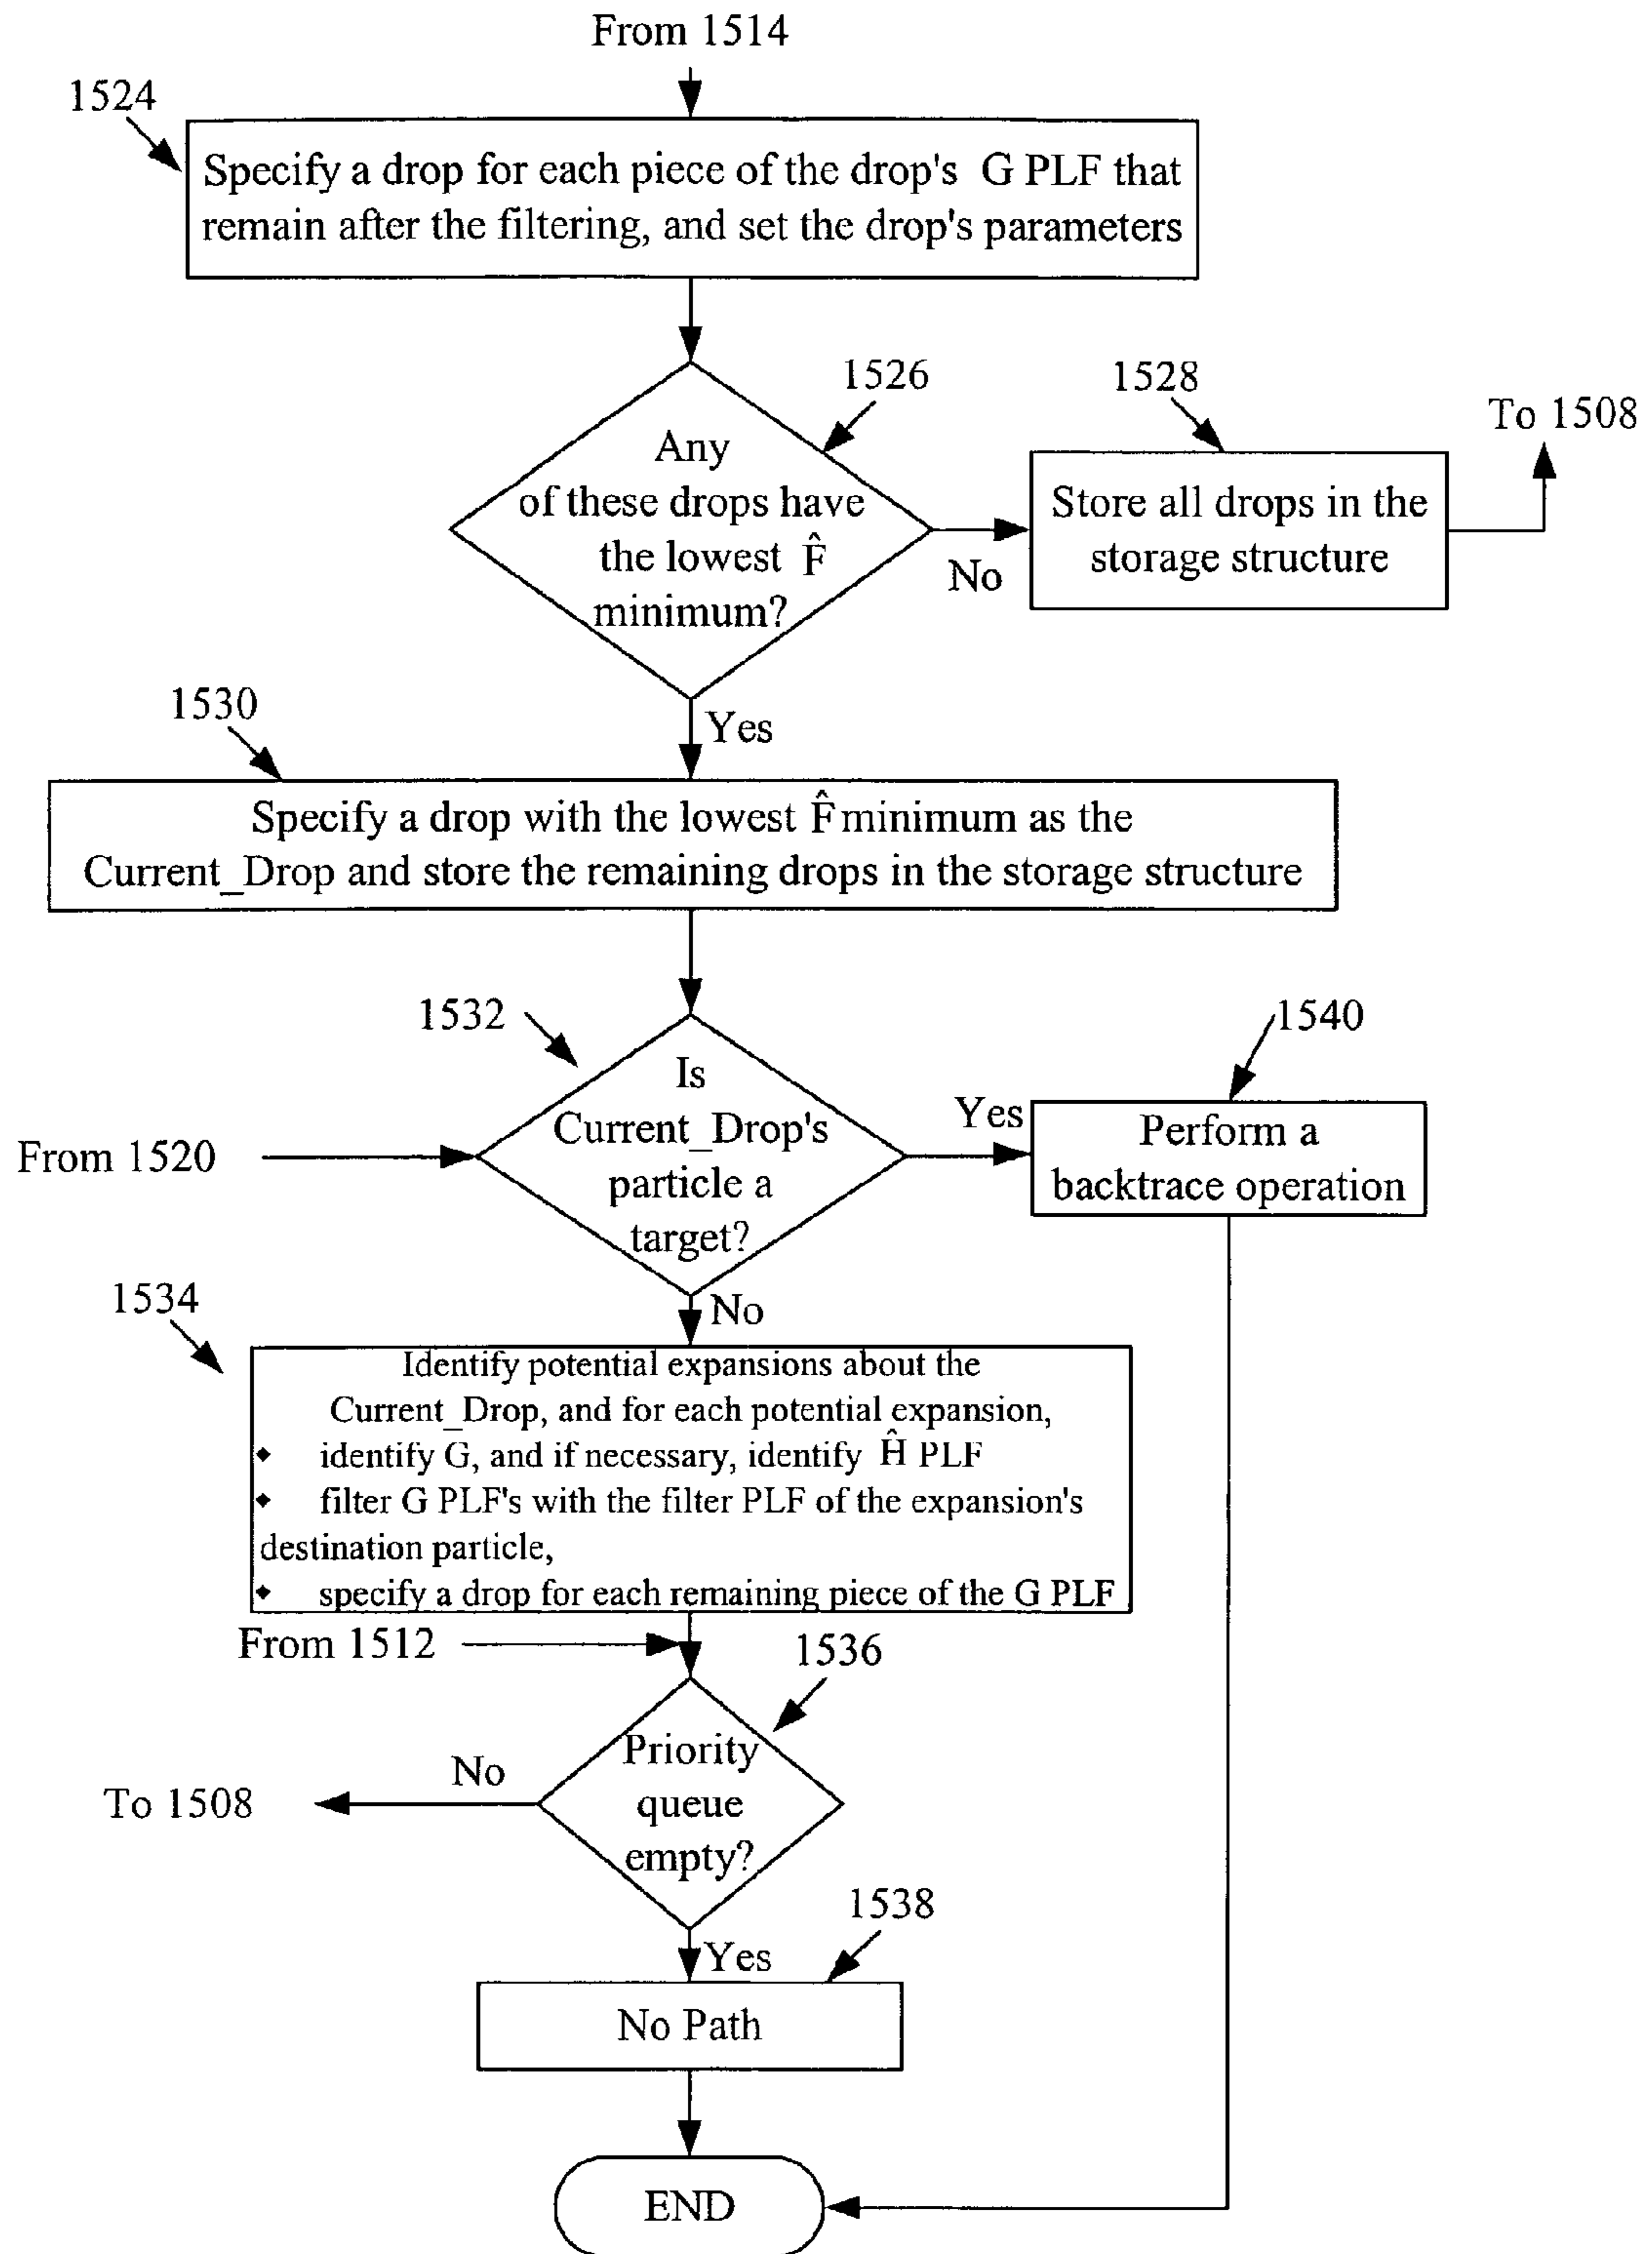 From 1514
1524
Specify a drop for each piece of the drop's G PLF that
remain after the filtering, and set the drop's parameters
1526
1528
To 1508
Any
of these drops have
the lowest F̂
minimum?
No
Store all drops in the
storage structure
1530
Yes
Specify a drop with the lowest F̂ minimum as the
Current_Drop and store the remaining drops in the storage structure
1532
1540
Is
Current_Drop's
particle a
target?
From 1520
Yes
Perform a
backtrace operation
1534
No
Identify potential expansions about the
Current_Drop, and for each potential expansion,
◆ identify G, and if necessary, identify Ĥ PLF
◆ filter G PLF's with the filter PLF of the expansion's
destination particle,
◆ specify a drop for each remaining piece of the G PLF
From 1512
1536
Priority
queue
empty?
No
To 1508
1538
Yes
No Path
END